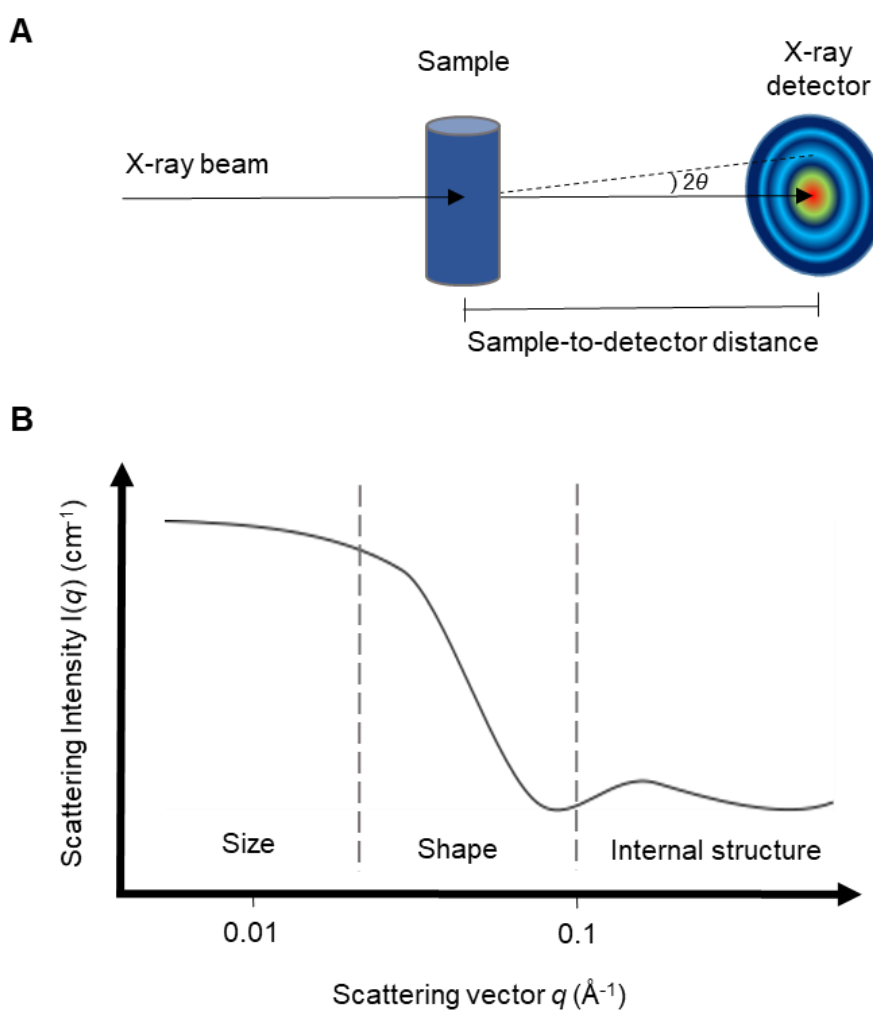 A
Sample
X-ray
detector
X-ray beam
) 2θ
Sample-to-detector distance
B
Scattering Intensity I(q) (cm⁻¹)
Size
Shape
Internal structure
0.01
0.1
Scattering vector q (Å⁻¹)